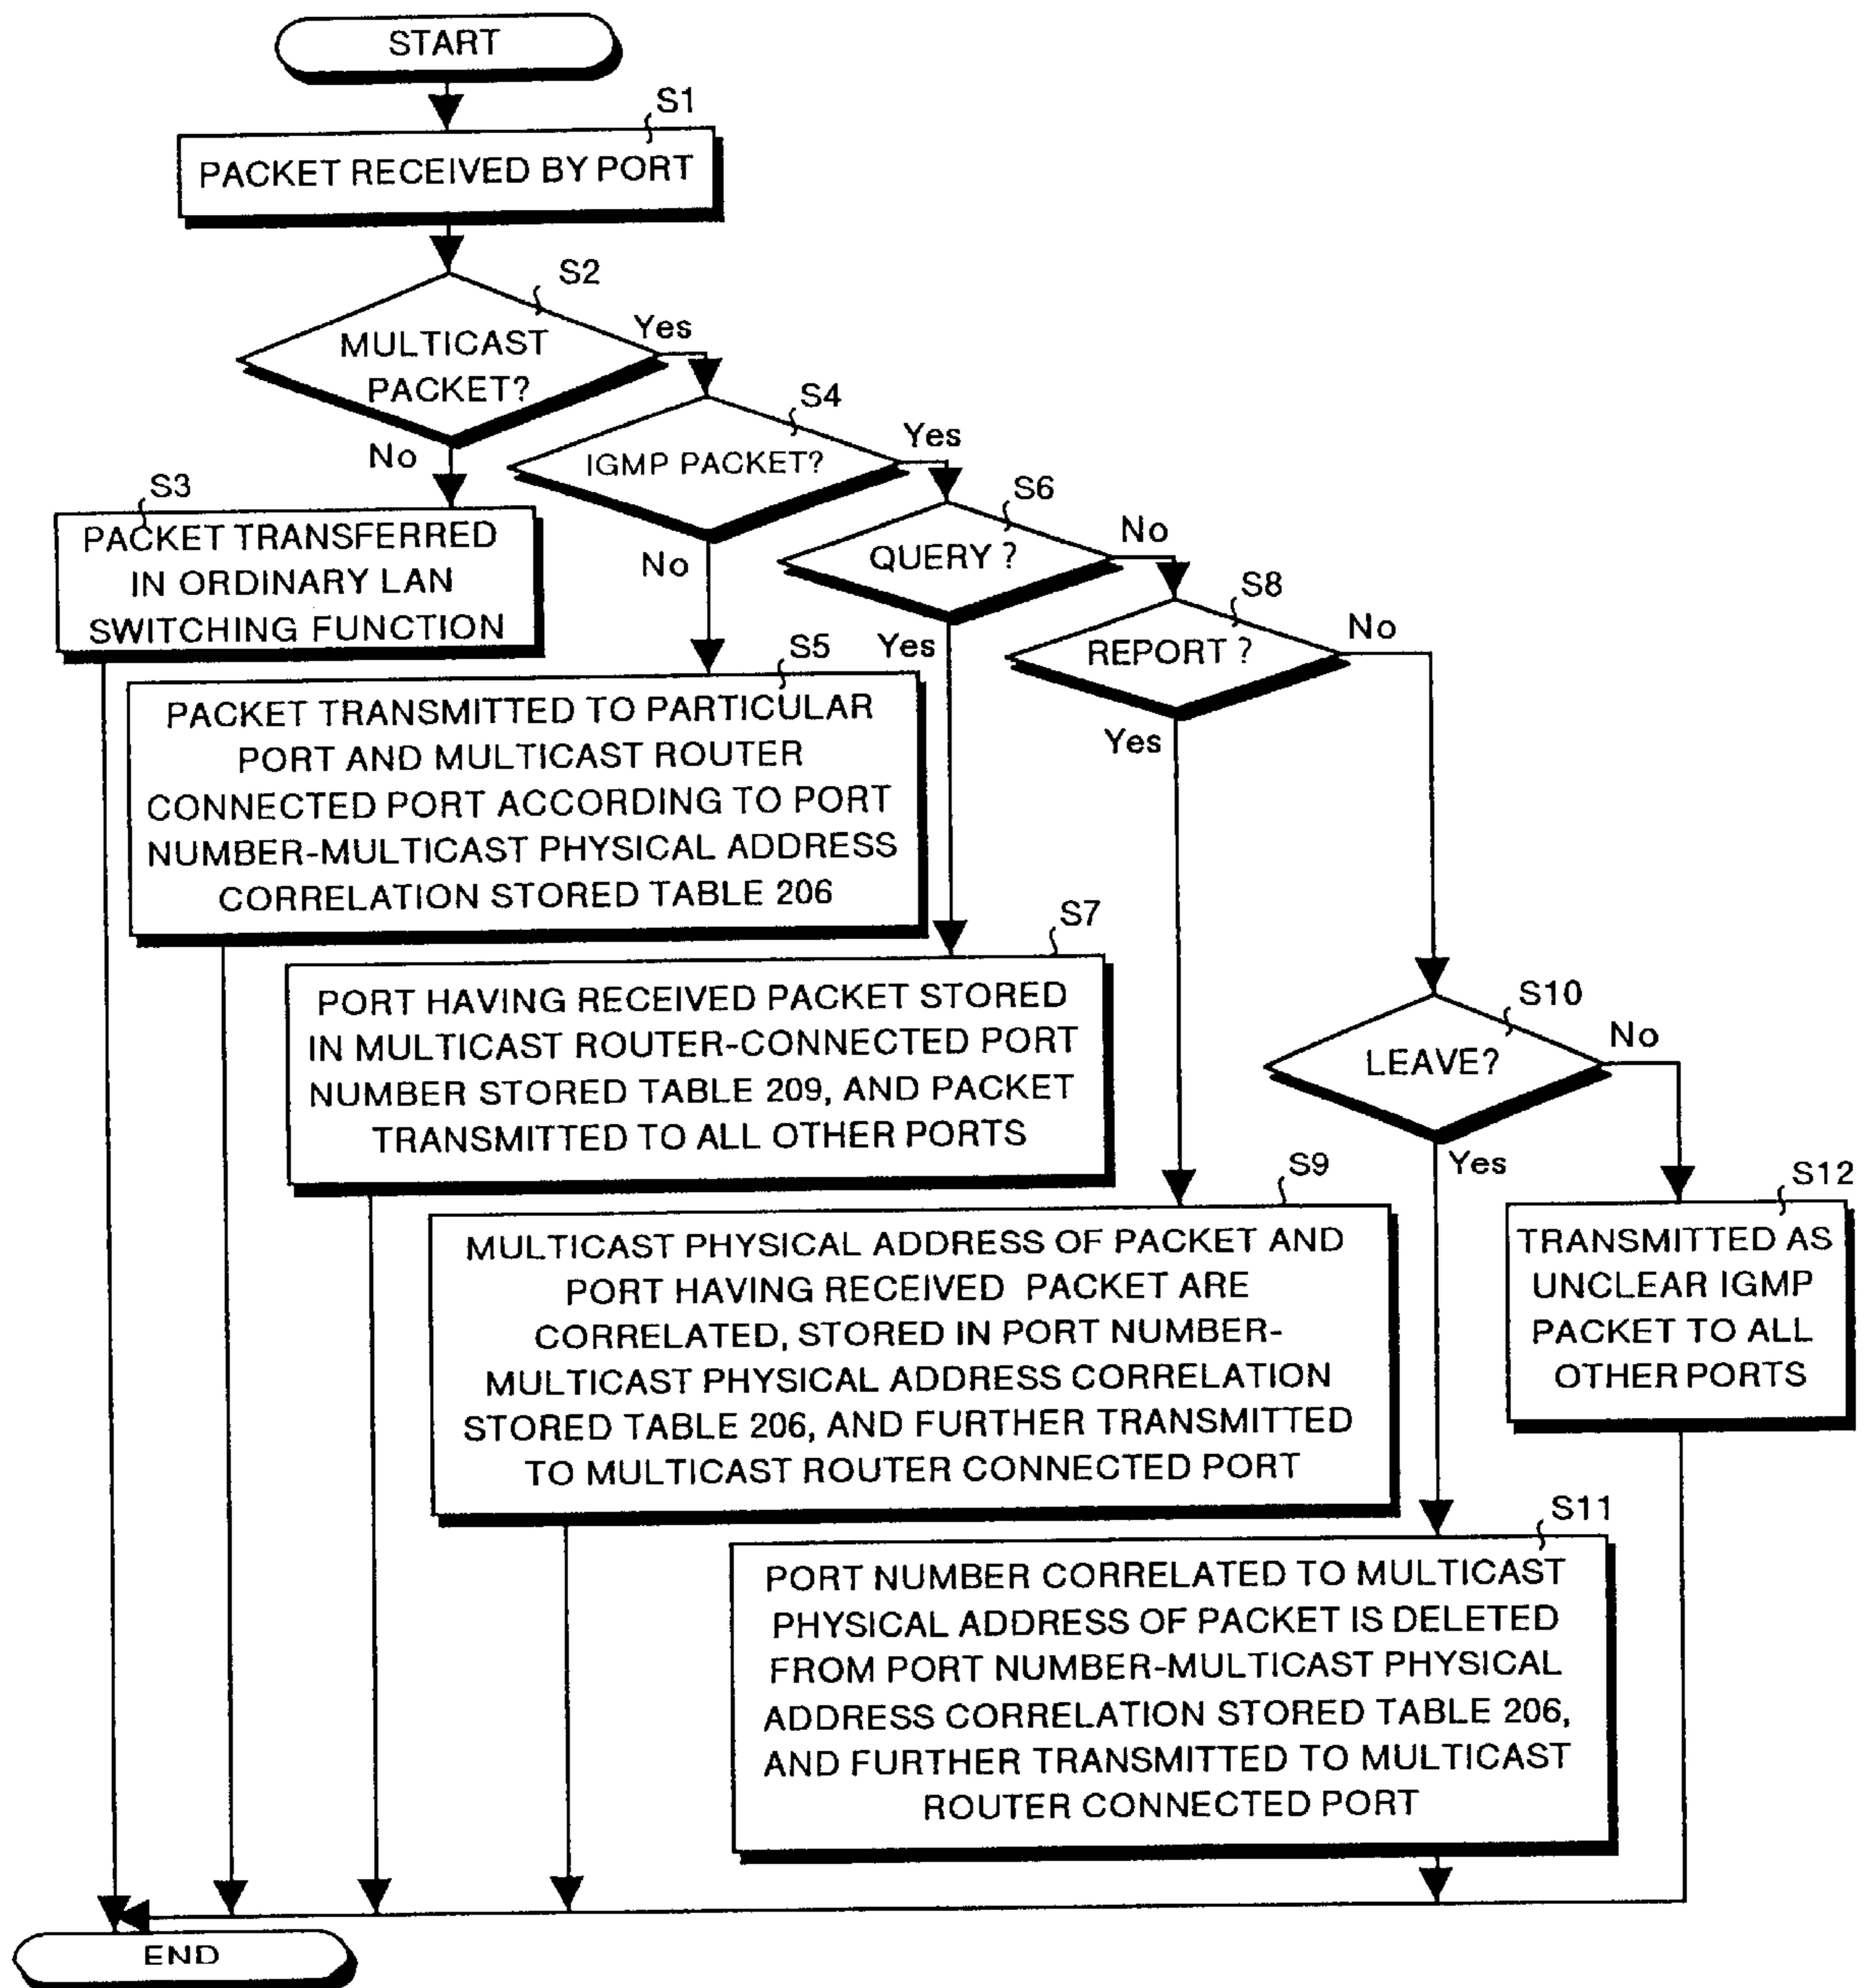 START
S1
PACKET RECEIVED BY PORT
S2
MULTICAST
PACKET?
Yes
No
S4
IGMP PACKET?
Yes
No
S3
PACKET TRANSFERRED
IN ORDINARY LAN
SWITCHING FUNCTION
S6
QUERY ?
No
Yes
S8
REPORT ?
No
Yes
S5
PACKET TRANSMITTED TO PARTICULAR
PORT AND MULTICAST ROUTER
CONNECTED PORT ACCORDING TO PORT
NUMBER-MULTICAST PHYSICAL ADDRESS
CORRELATION STORED TABLE 206
S7
PORT HAVING RECEIVED PACKET STORED
IN MULTICAST ROUTER-CONNECTED PORT
NUMBER STORED TABLE 209, AND PACKET
TRANSMITTED TO ALL OTHER PORTS
S10
LEAVE?
No
Yes
S9
MULTICAST PHYSICAL ADDRESS OF PACKET AND
PORT HAVING RECEIVED PACKET ARE
CORRELATED, STORED IN PORT NUMBER-
MULTICAST PHYSICAL ADDRESS CORRELATION
STORED TABLE 206, AND FURTHER TRANSMITTED
TO MULTICAST ROUTER CONNECTED PORT
S12
TRANSMITTED AS
UNCLEAR IGMP
PACKET TO ALL
OTHER PORTS
S11
PORT NUMBER CORRELATED TO MULTICAST
PHYSICAL ADDRESS OF PACKET IS DELETED
FROM PORT NUMBER-MULTICAST PHYSICAL
ADDRESS CORRELATION STORED TABLE 206,
AND FURTHER TRANSMITTED TO MULTICAST
ROUTER CONNECTED PORT
END